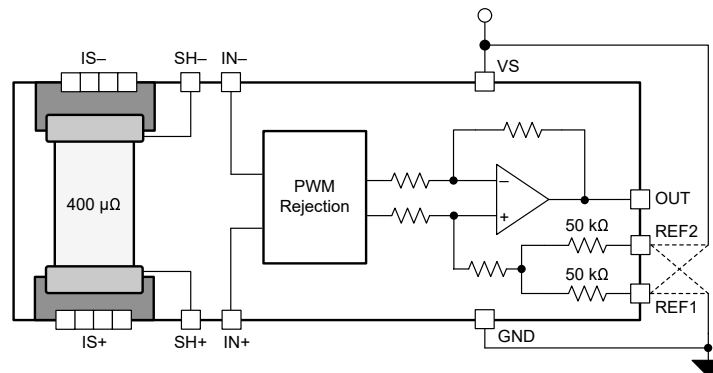 IS–
SH–
IN–
VS
400 µΩ
PWM
Rejection
–
+
OUT
50 kΩ
REF2
50 kΩ
REF1
IS+
SH+
IN+
GND